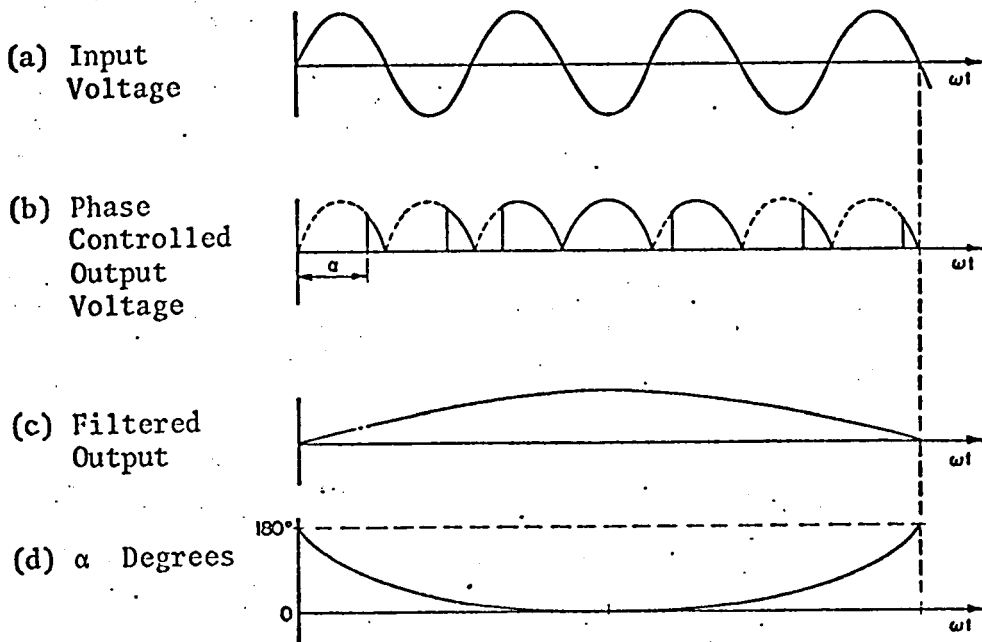 (a) Input
Voltage
ωt
(b) Phase
Controlled
Output
Voltage
α
ωt
(c) Filtered
Output
ωt
180°
(d) α Degrees
0
ωt